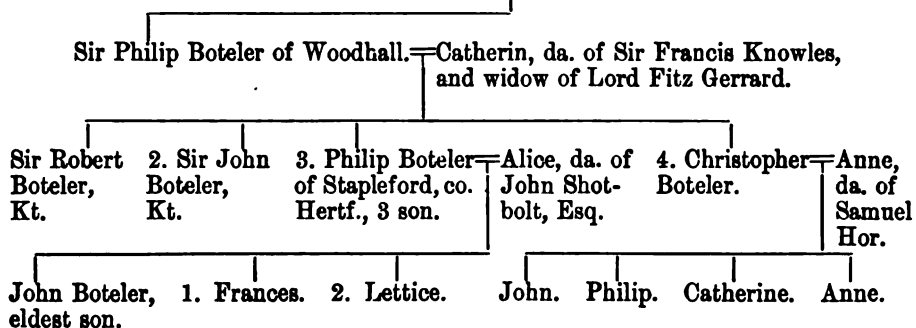 Sir Philip Boteler of Woodhall.=Catherin, da. of Sir Francis Knowles,
and widow of Lord Fitz Gerrard.
Sir Robert
Boteler,
Kt.
2. Sir John
Boteler,
Kt.
3. Philip Boteler=
of Stapleford, co.
Hertf., 3 son.
Alice, da. of
John Shot-
bolt, Esq.
4. Christopher=
Boteler.
Anne,
da. of
Samuel
Hor.
John Boteler,
eldest son.
1. Frances.
2. Lettice.
John.
Philip.
Catherine.
Anne.